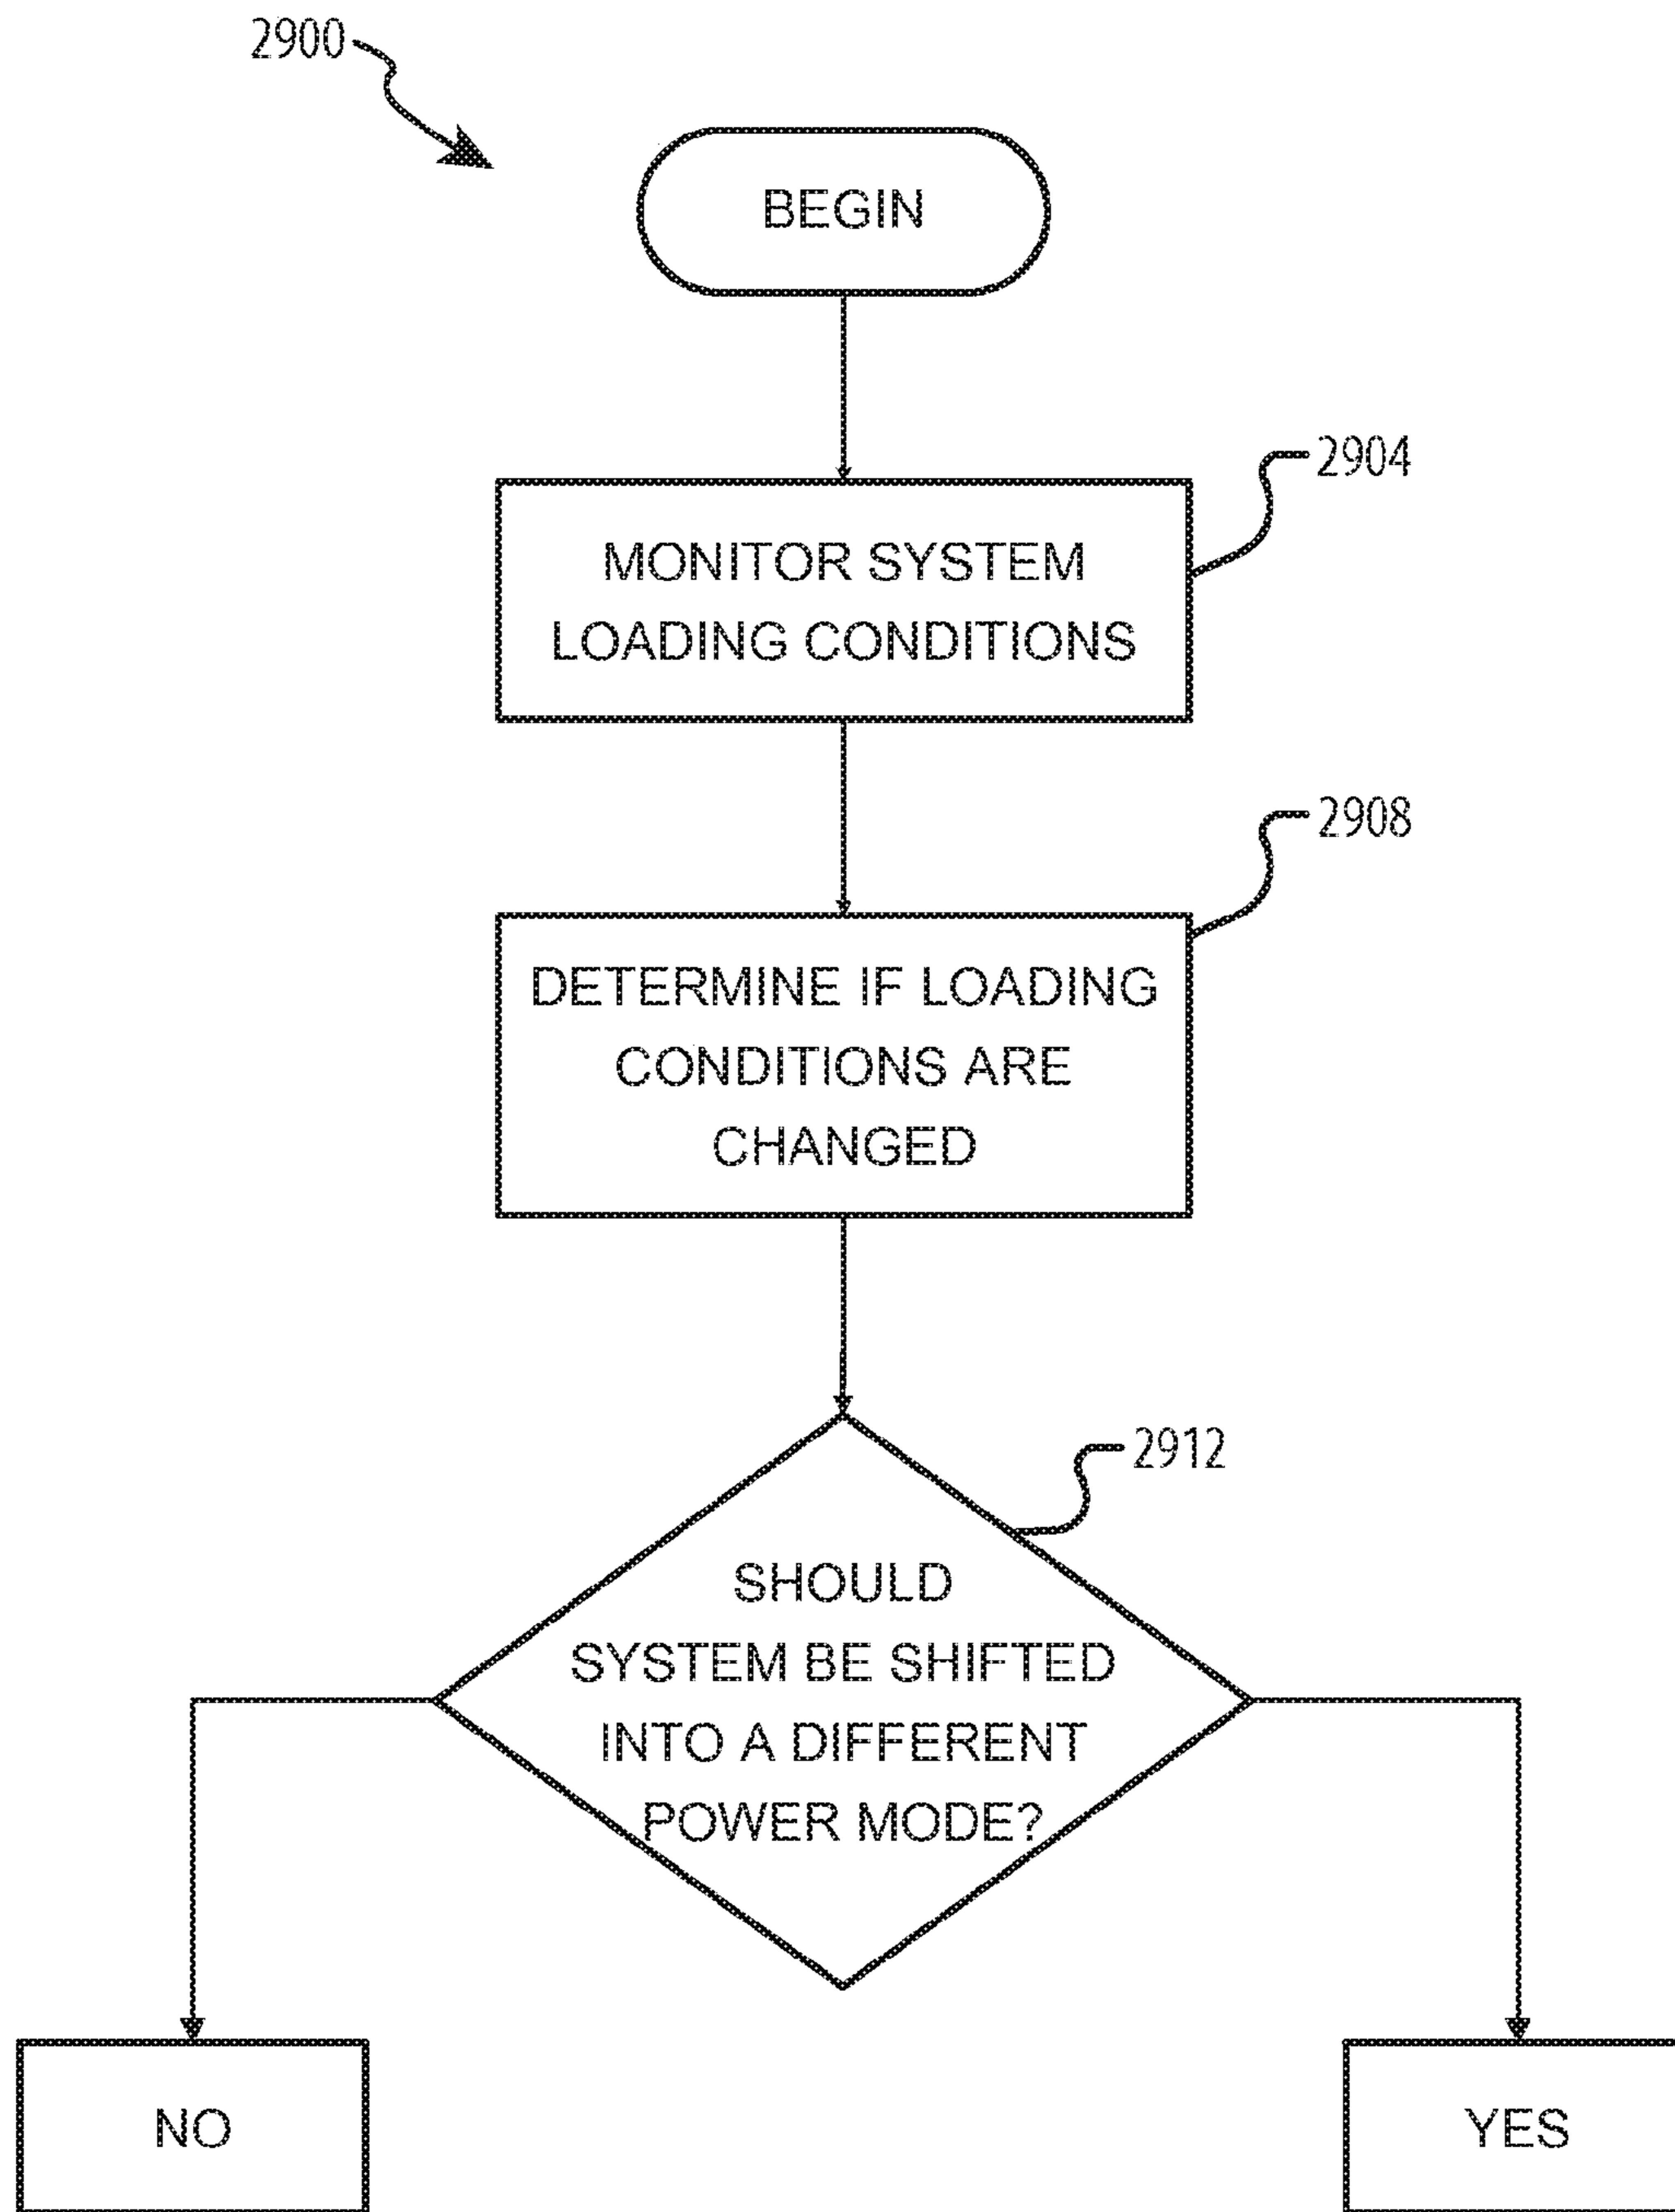 2900
BEGIN
2904
MONITOR SYSTEM
LOADING CONDITIONS
2908
DETERMINE IF LOADING
CONDITIONS ARE
CHANGED
2912
SHOULD
SYSTEM BE SHIFTED
INTO A DIFFERENT
POWER MODE?
NO
YES